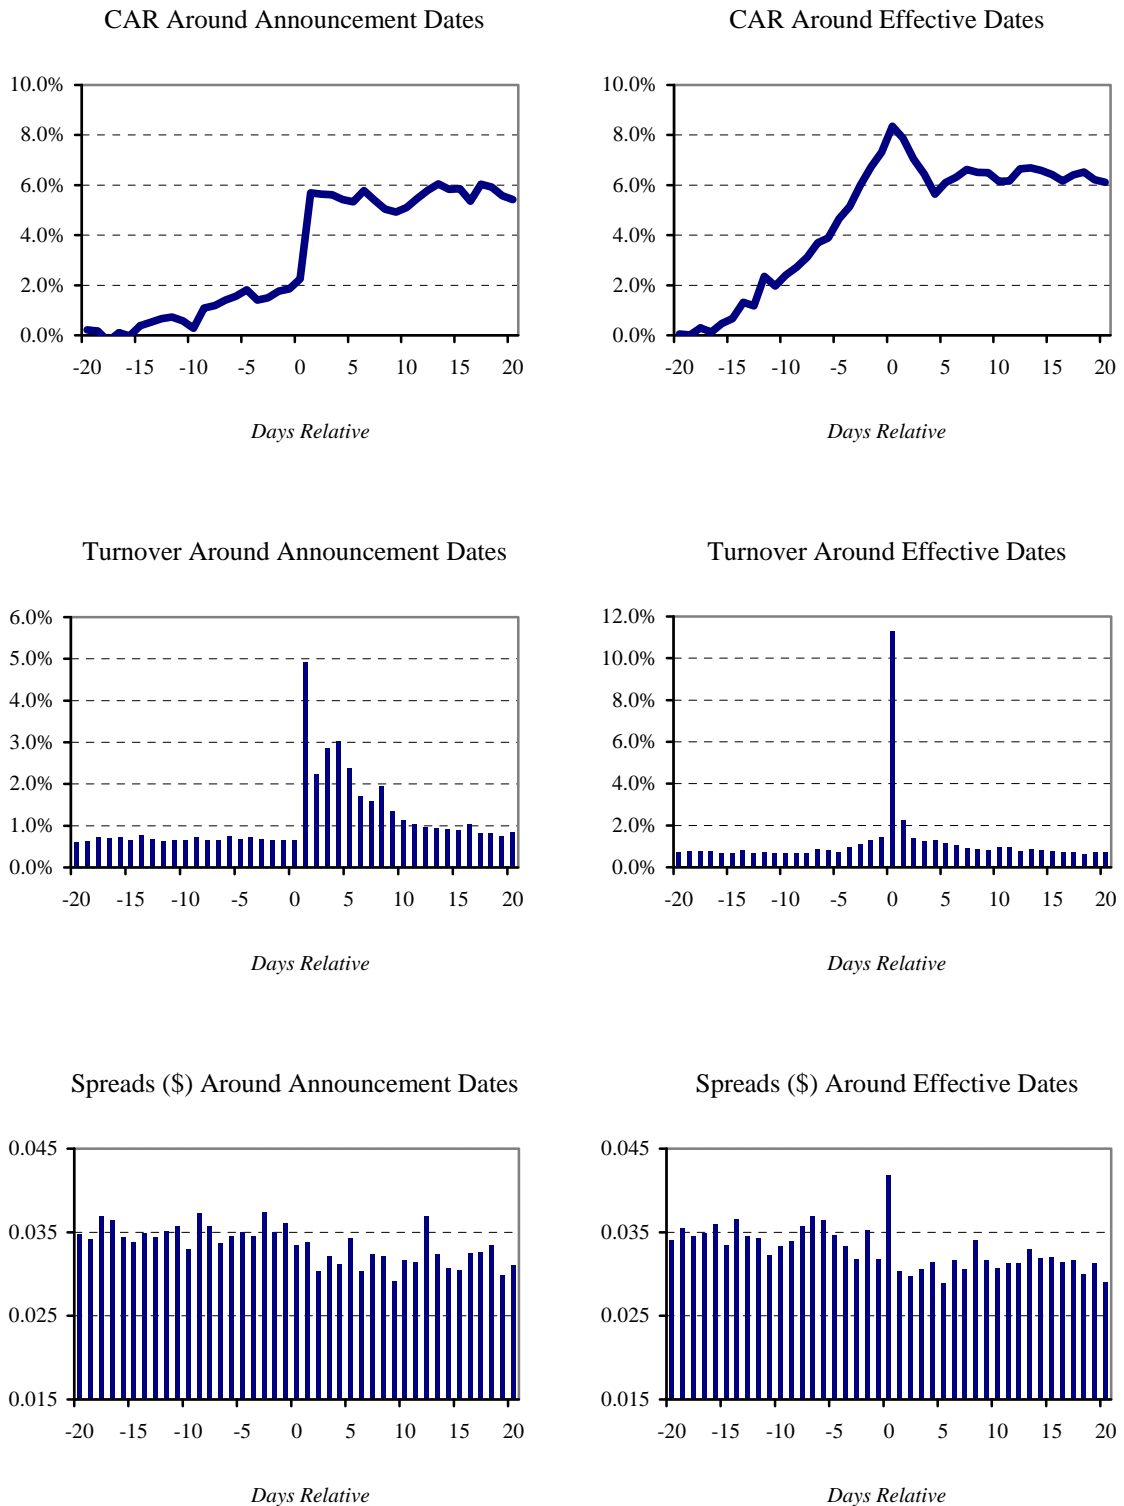 CAR Around Announcement Dates
10.0%
8.0%
6.0%
4.0%
2.0%
0.0%
-20 -15 -10 -5 0 5 10 15 20
Days Relative
CAR Around Effective Dates
10.0%
8.0%
6.0%
4.0%
2.0%
0.0%
-20 -15 -10 -5 0 5 10 15 20
Days Relative
Turnover Around Announcement Dates
6.0%
5.0%
4.0%
3.0%
2.0%
1.0%
0.0%
-20 -15 -10 -5 0 5 10 15 20
Days Relative
Turnover Around Effective Dates
12.0%
10.0%
8.0%
6.0%
4.0%
2.0%
0.0%
-20 -15 -10 -5 0 5 10 15 20
Days Relative
Spreads ($) Around Announcement Dates
0.045
0.035
0.025
0.015
-20 -15 -10 -5 0 5 10 15 20
Days Relative
Spreads ($) Around Effective Dates
0.045
0.035
0.025
0.015
-20 -15 -10 -5 0 5 10 15 20
Days Relative